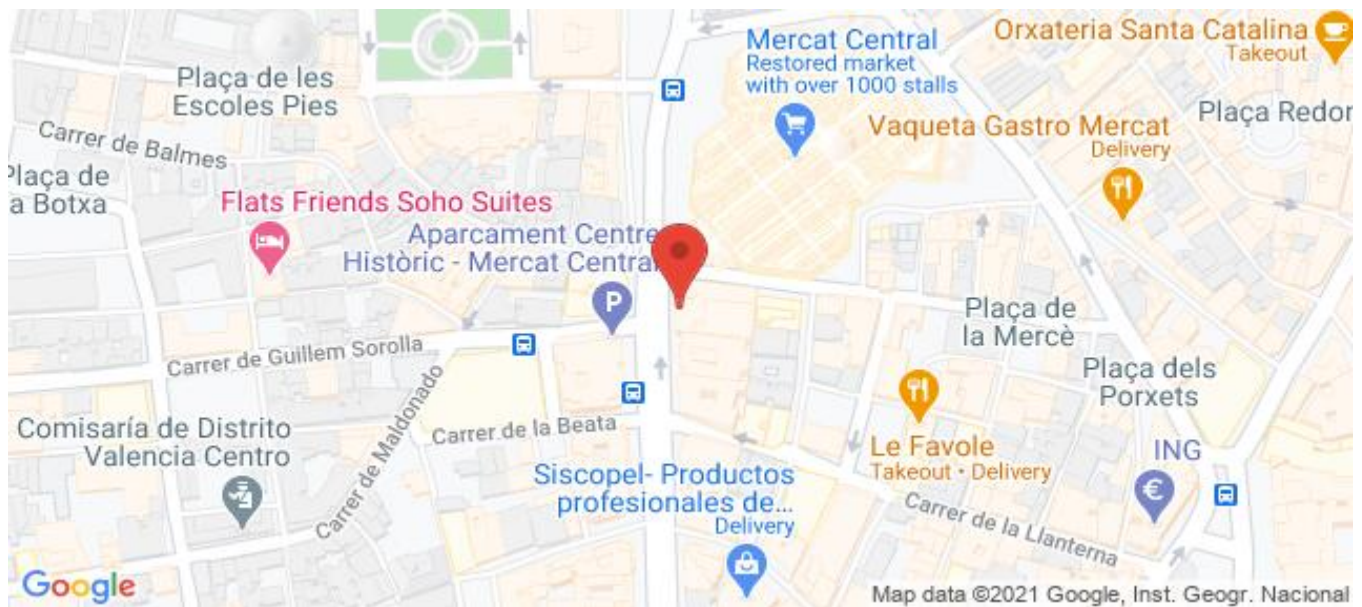 Mercat Central
Restored market
with over 1000 stalls
Orxateria Santa Catalina
Takeout
Plaça de les
Escoles Pies
Carrer de Balmes
Vaqueta Gastro Mercat
Delivery
Plaça Redon
Plaça de
a Botxa
Flats Friends Soho Suites
Aparcament Centre
Històric - Mercat Central
P
Plaça de
la Mercè
Carrer de Guillem Sorolla
Plaça dels
Porxets
Carrer de Maldonado
Comisaría de Distrito
Valencia Centro
Carrer de la Beata
Le Favole
Takeout • Delivery
ING
€
Siscopel- Productos
profesionales de...
Delivery
Carrer de la Llanterna
Google
Map data ©2021 Google, Inst. Geogr. Nacional